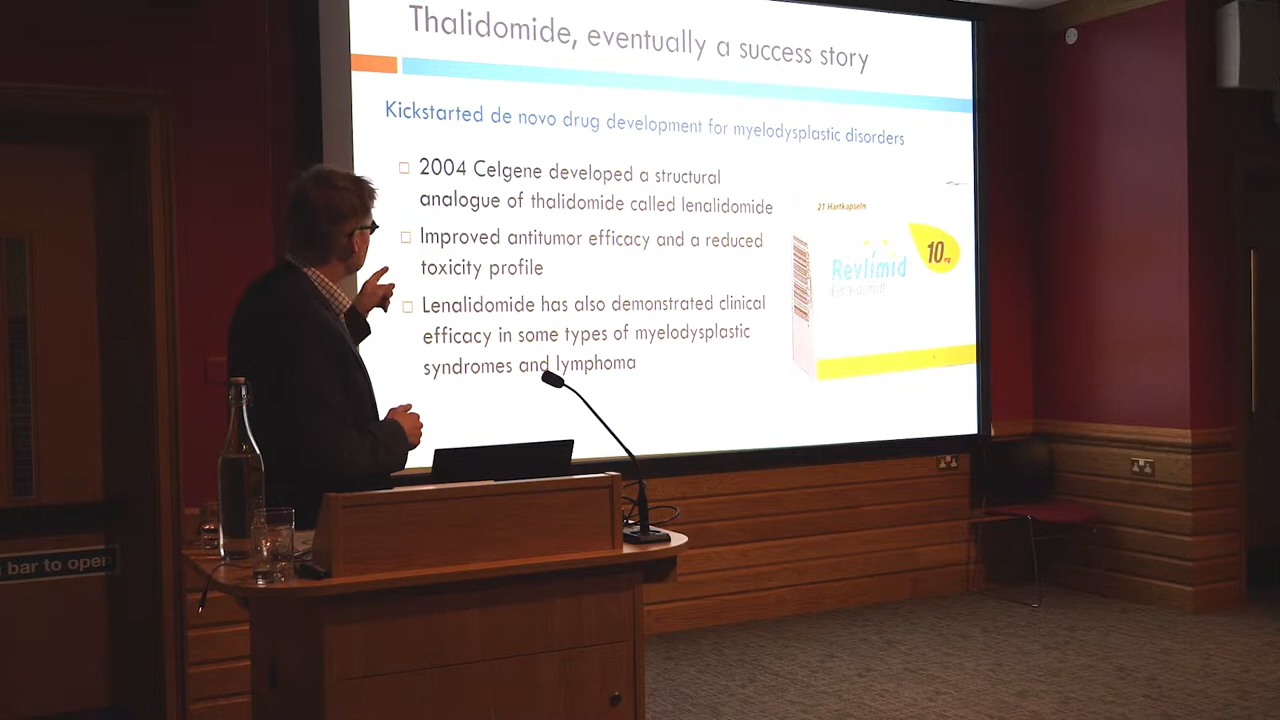 Thalidomide, eventually a success story
Kickstarted de novo drug development for myelodysplastic disorders
2004 Celgene developed a structural
analogue of thalidomide called lenalidomide
Improved antitumor efficacy and a reduced
toxicity profile
Lenalidomide has also demonstrated clinical
efficacy in some types of myelodysplastic
syndromes and lymphoma
21 Hartkapseln
Revlimid
10 mg
bar to open